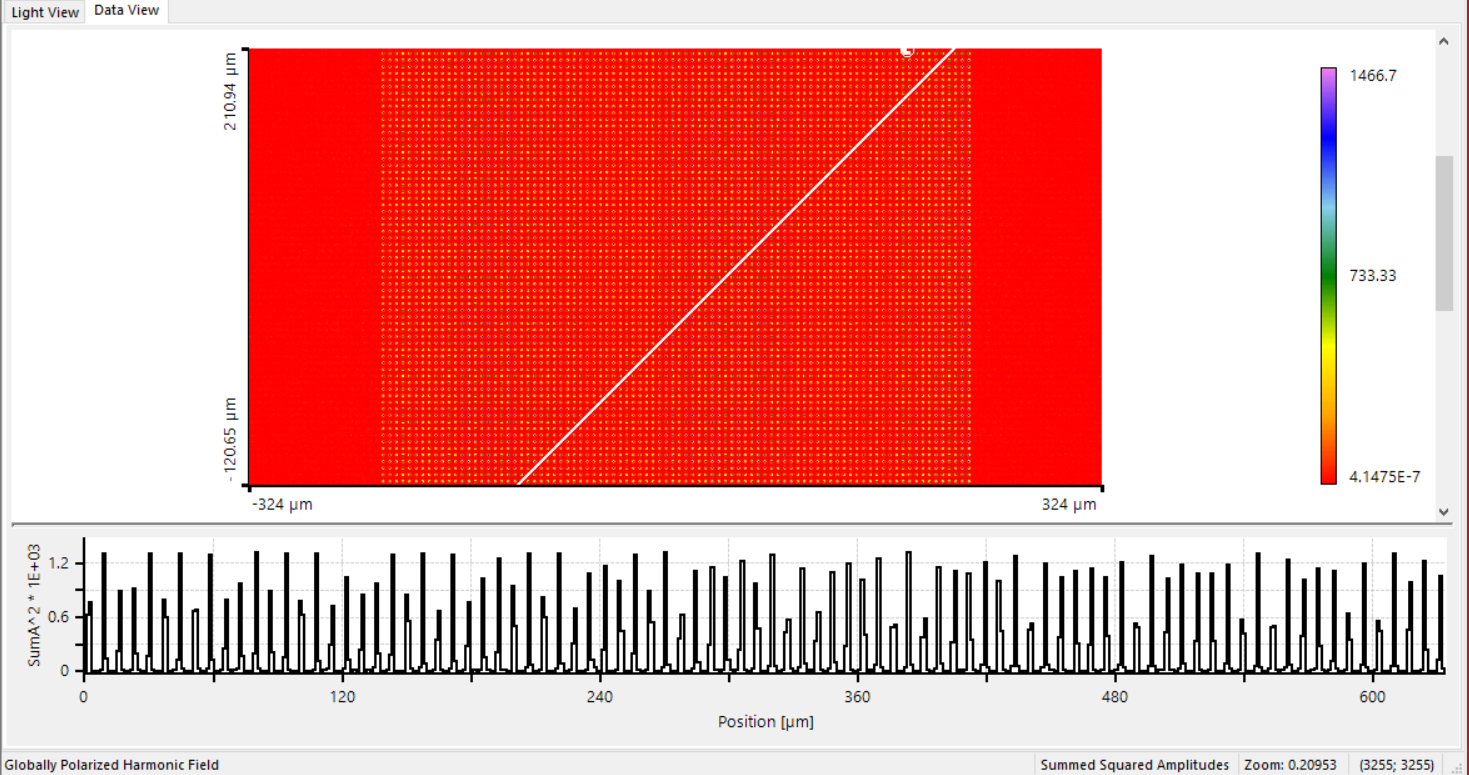 Light View Data View
210.94 µm
-120.65 µm
-324 µm 324 µm
1466.7
733.33
4.1475E-7
SumA^2 * 1E+03
1.2
0.6
0
0 120 240 360 480 600
Position [µm]
Globally Polarized Harmonic Field Summed Squared Amplitudes Zoom: 0.20953 (3255; 3255)